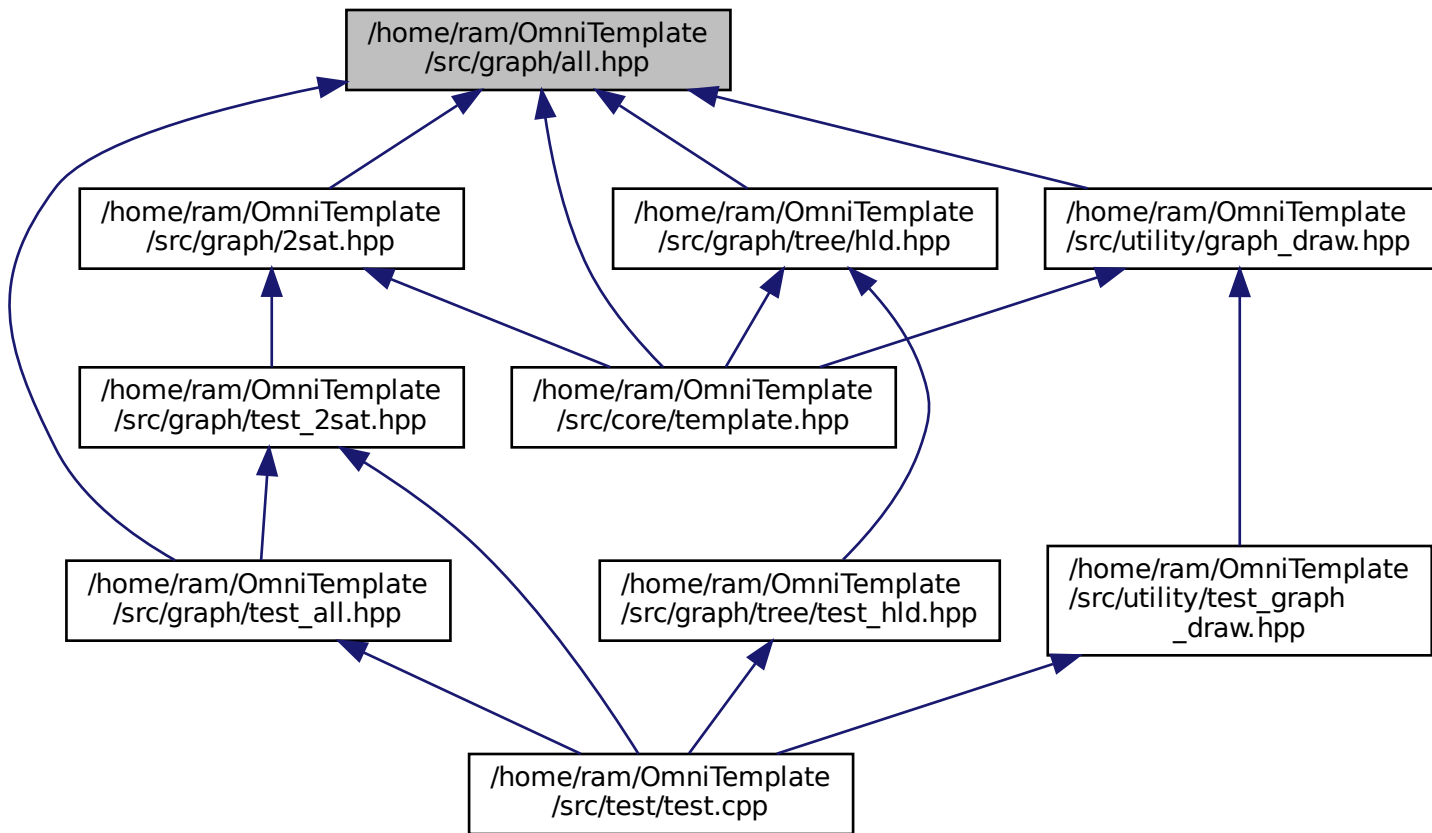 /home/ram/OmniTemplate
/src/graph/all.hpp
/home/ram/OmniTemplate
/src/graph/2sat.hpp
/home/ram/OmniTemplate
/src/graph/tree/hld.hpp
/home/ram/OmniTemplate
/src/utility/graph_draw.hpp
/home/ram/OmniTemplate
/src/graph/test_2sat.hpp
/home/ram/OmniTemplate
/src/core/template.hpp
/home/ram/OmniTemplate
/src/graph/test_all.hpp
/home/ram/OmniTemplate
/src/graph/tree/test_hld.hpp
/home/ram/OmniTemplate
/src/utility/test_graph
_draw.hpp
/home/ram/OmniTemplate
/src/test/test.cpp